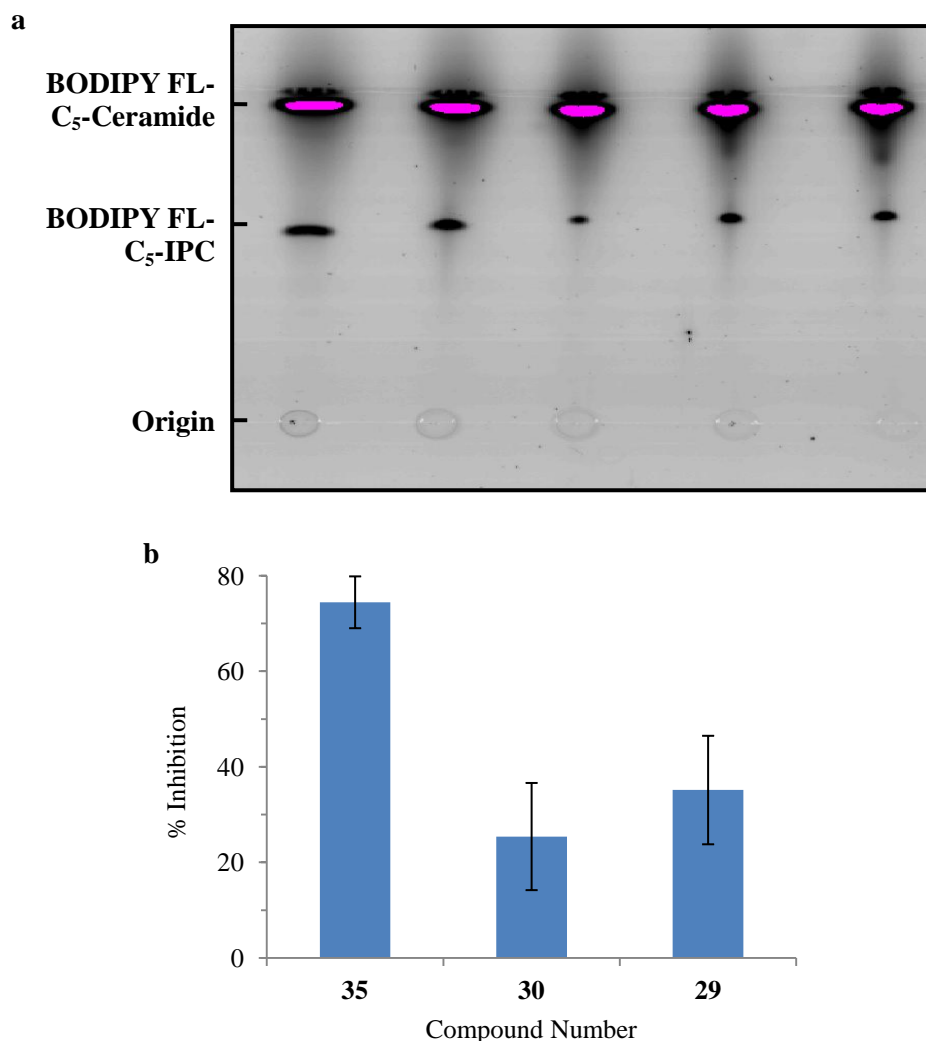 a
BODIPY FL-
C₅-Ceramide
BODIPY FL-
C₅-IPC
Origin
b
80
60
40
20
0
% Inhibition
35 30 29
Compound Number